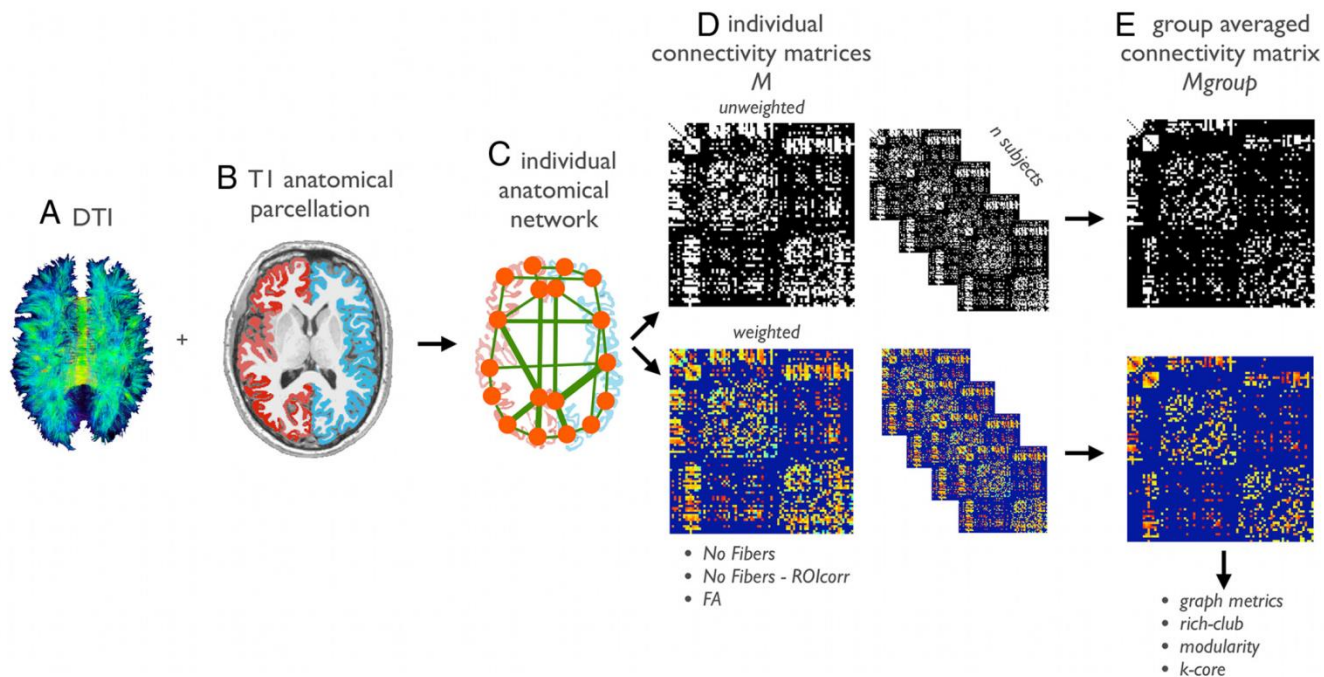 A DTI
+
B T1 anatomical
parcellation
C individual
anatomical
network
D individual
connectivity matrices
M
unweighted
n subjects
weighted
• No Fibers
• No Fibers - ROIcorr
• FA
E group averaged
connectivity matrix
Mgroup
• graph metrics
• rich-club
• modularity
• k-core